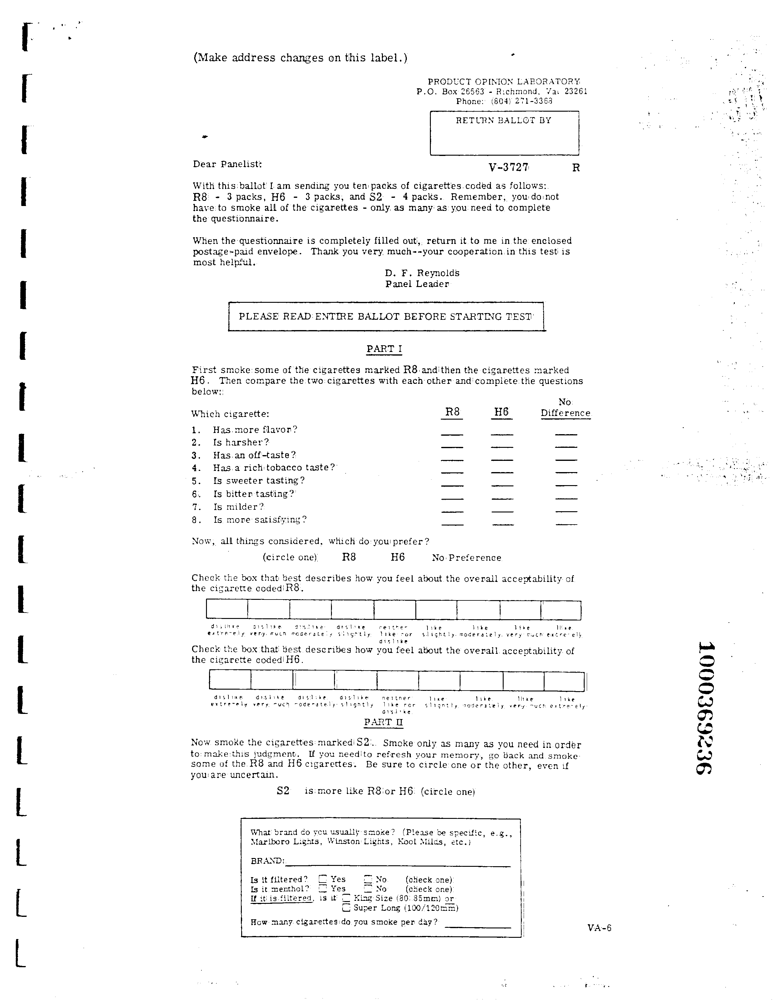 (Make address changes on this label.)
PRODUCT OPINION LABORATORY
P.O. Box 26563 - Richmond, Va. 23261
Phone: (804) 271-3368
RETURN BALLOT BY
Dear Panelist:
V-3727 R
With this ballot I am sending you ten packs of cigarettes coded as follows:
R8 - 3 packs, H6 - 3 packs, and S2 - 4 packs. Remember, you do not
have to smoke all of the cigarettes - only as many as you need to complete
the questionnaire.
When the questionnaire is completely filled out, return it to me in the enclosed
postage-paid envelope. Thank you very much--your cooperation in this test is
most helpful.
D. F. Reynolds
Panel Leader
PLEASE READ ENTIRE BALLOT BEFORE STARTING TEST
PART I
First smoke some of the cigarettes marked R8 and then the cigarettes marked
H6. Then compare the two cigarettes with each other and complete the questions
below:
No
Which cigarette: R8 H6 Difference
1. Has more flavor?
2. Is harsher?
3. Has an off-taste?
4. Has a rich tobacco taste?
5. Is sweeter tasting?
6. Is bitter tasting?
7. Is milder?
8. Is more satisfying?
Now, all things considered, which do you prefer?
(circle one) R8 H6 No Preference
Check the box that best describes how you feel about the overall acceptability of
the cigarette coded R8.
dislike dislike dislike dislike neither like like like like
extremely very much moderately slightly like nor slightly moderately very much extremely
dislike
Check the box that best describes how you feel about the overall acceptability of
the cigarette coded H6.
dislike dislike dislike dislike neither like like like like
extremely very much moderately slightly like nor slightly moderately very much extremely
dislike
PART II
Now smoke the cigarettes marked S2. Smoke only as many as you need in order
to make this judgment. If you need to refresh your memory, go back and smoke
some of the R8 and H6 cigarettes. Be sure to circle one or the other, even if
you are uncertain.
S2 is more like R8 or H6 (circle one)
What brand do you usually smoke? (Please be specific, e.g.,
Marlboro Lights, Winston Lights, Kool Milds, etc.)
BRAND:
Is it filtered? Yes No (check one)
Is it menthol? Yes No (check one)
If it is filtered, is it King Size (80, 85mm) or
Super Long (100/120mm)
How many cigarettes do you smoke per day?
VA-6
1000369236